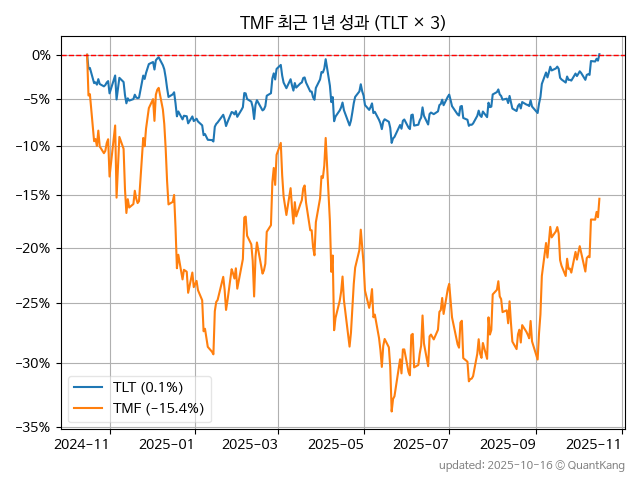 TMF 최근 1년 성과 (TLT × 3)
0%
−5%
−10%
−15%
−20%
−25%
−30%
−35%
TLT (0.1%)
TMF (−15.4%)
2024−11 2025−01 2025−03 2025−05 2025−07 2025−09 2025−11
updated: 2025-10-16 © QuantKang